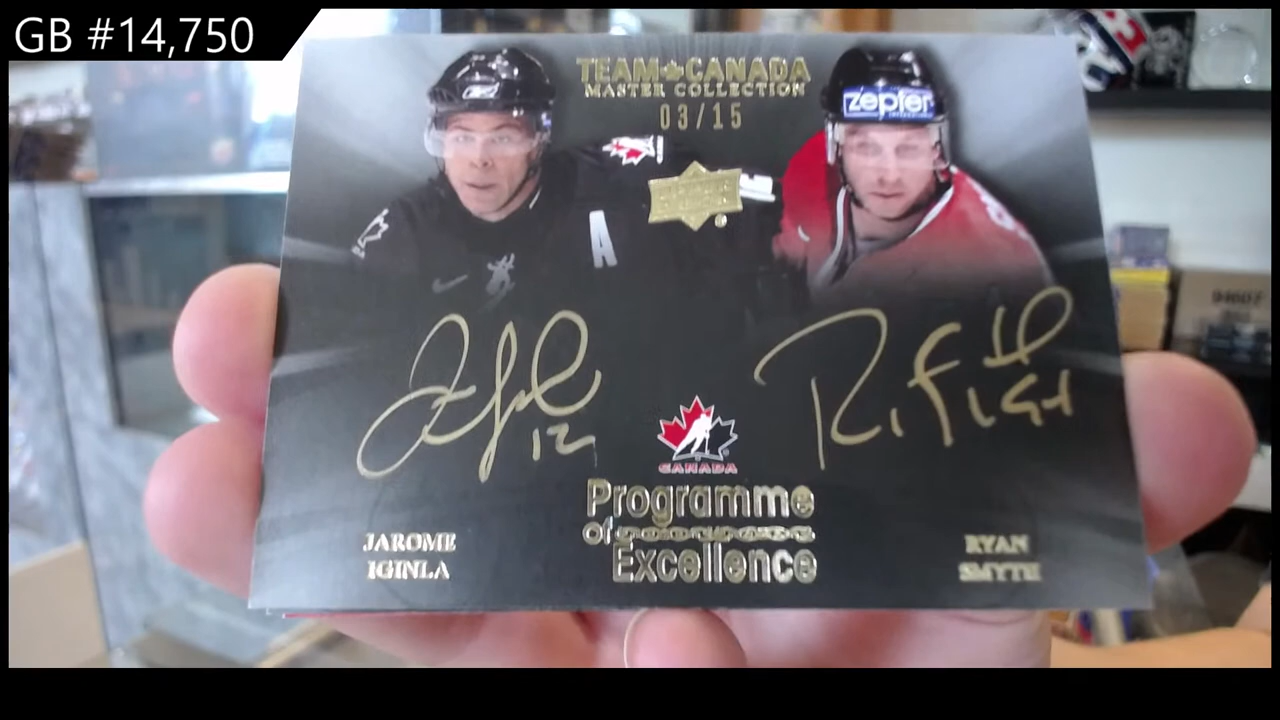 GB #14,750
TEAM CANADA
MASTER COLLECTION
03/15
zepter
A
C
12
CANADA
Programme
of
Excellence
JAROME
IGINLA
RYAN
SMYTH
94607